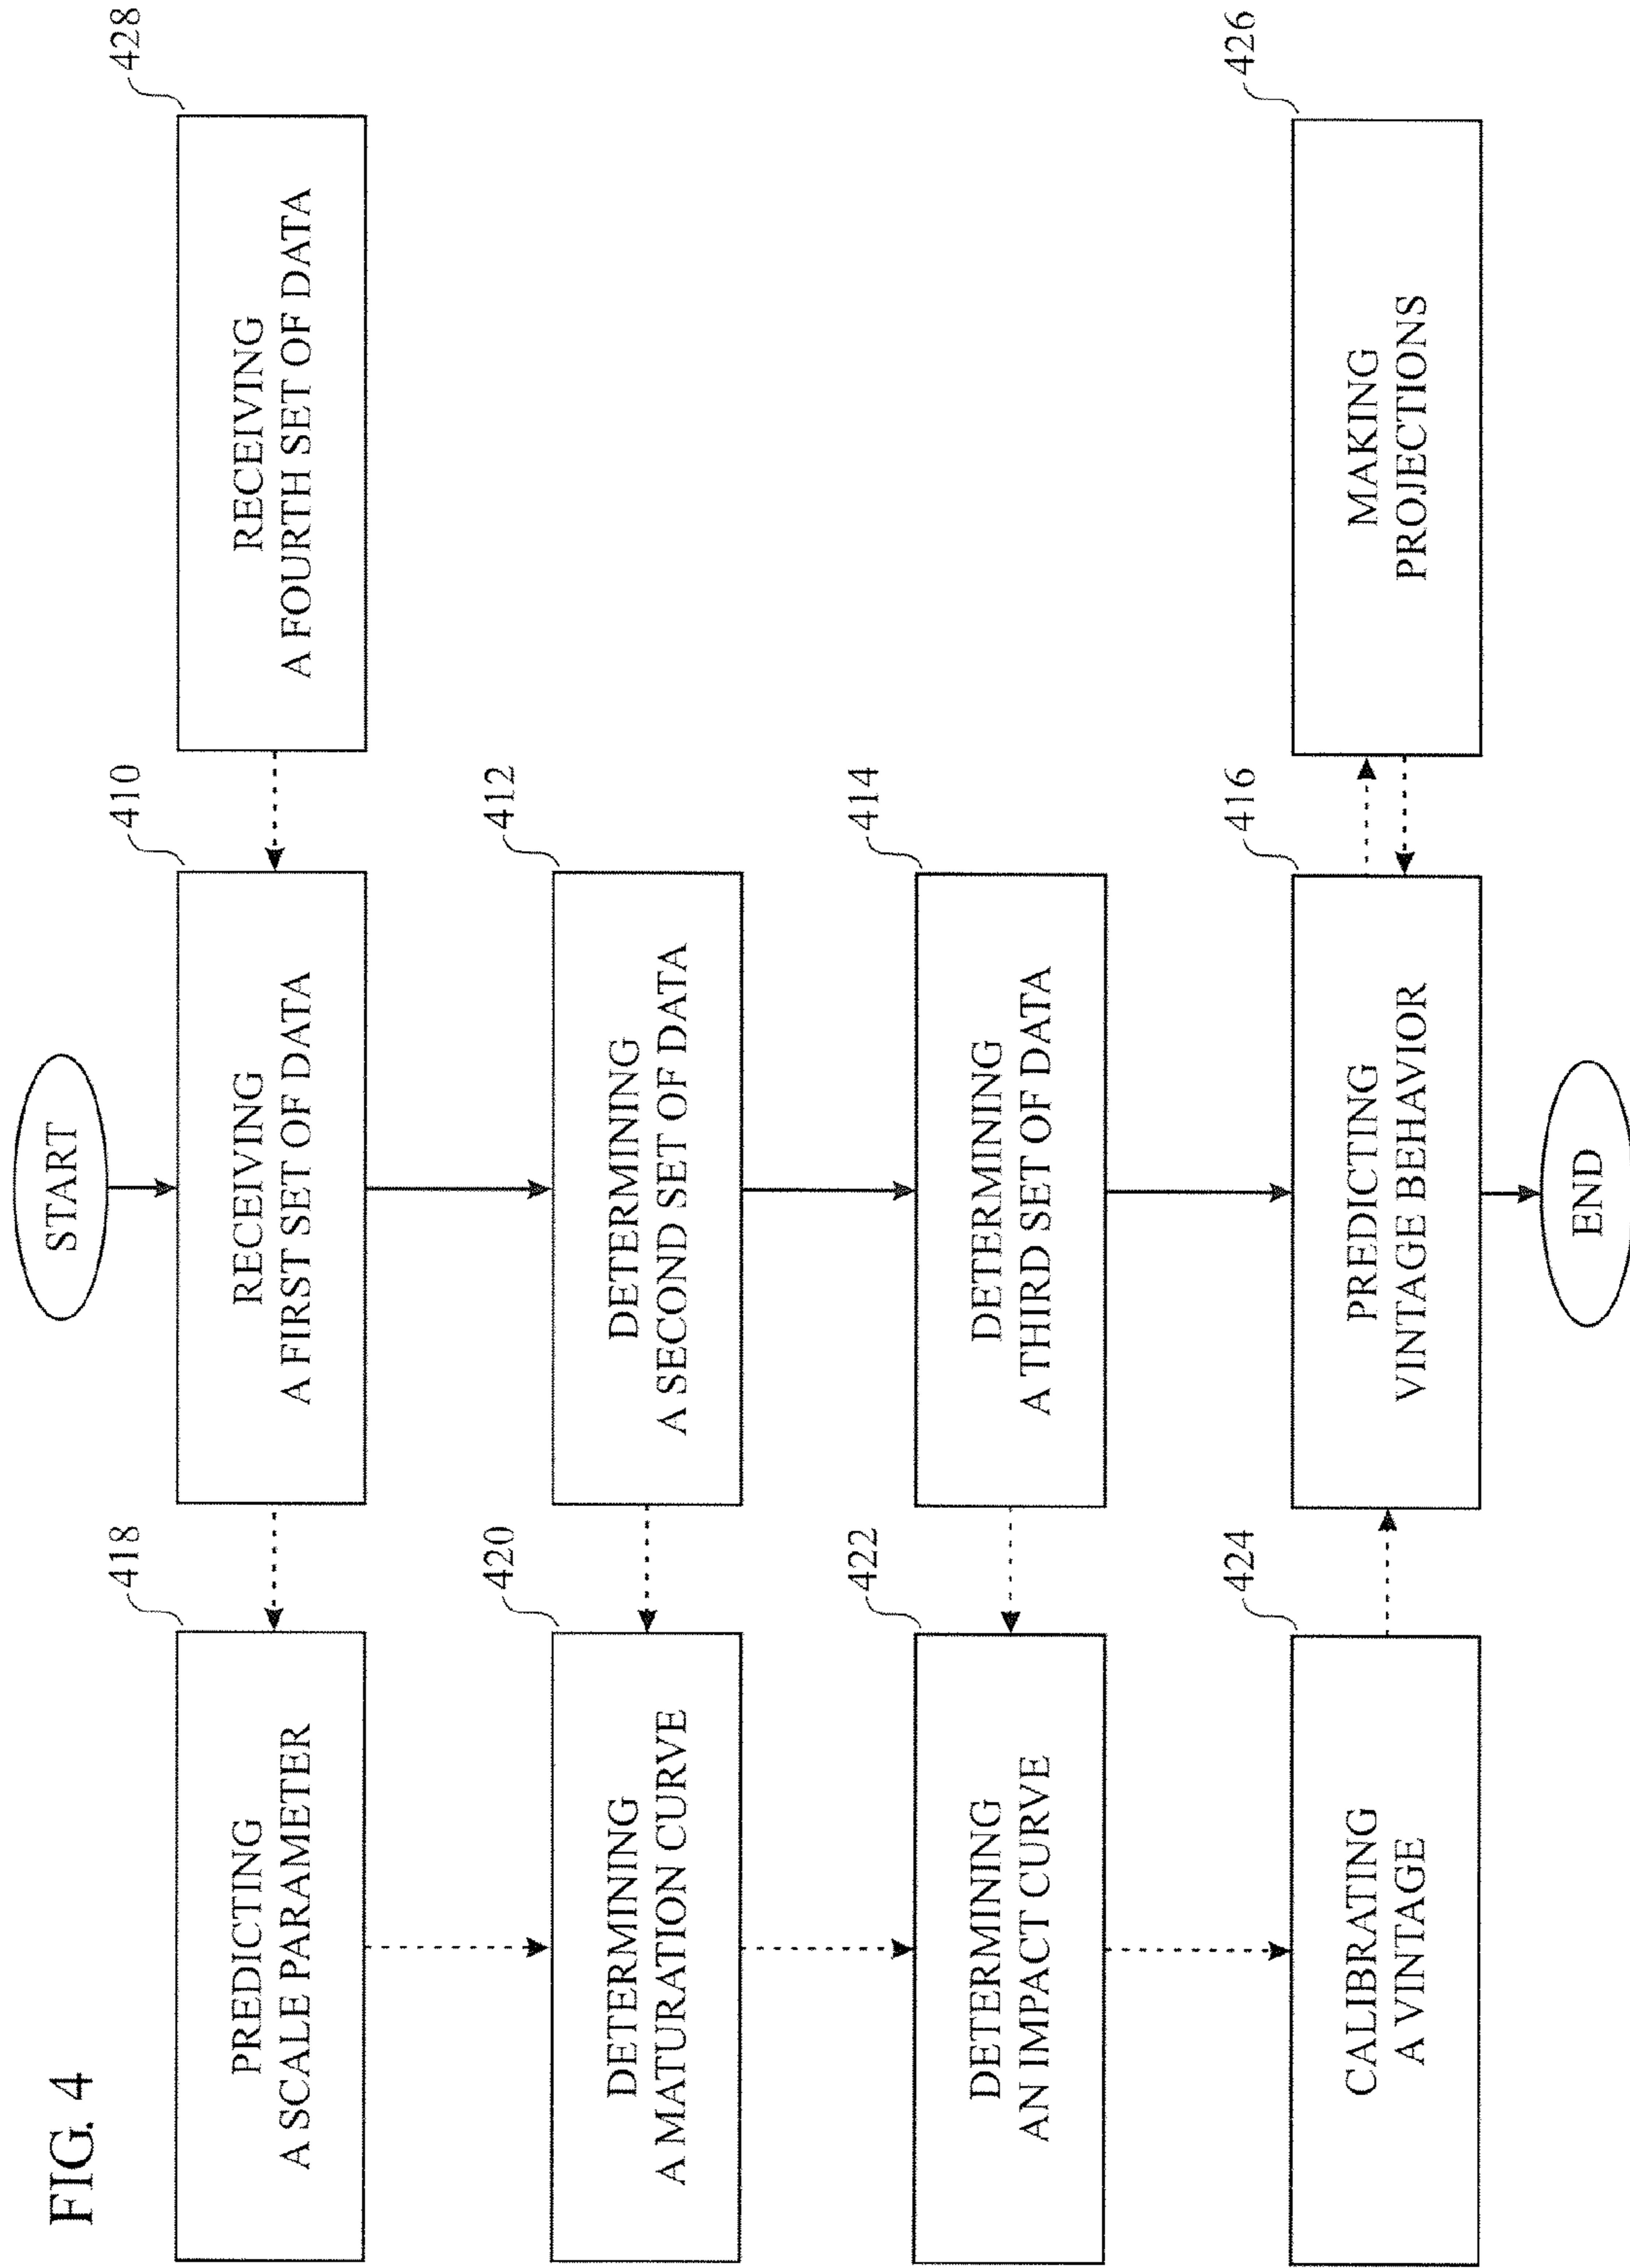 FIG. 4
START
418
PREDICTING
A SCALE PARAMETER
410
RECEIVING
A FIRST SET OF DATA
428
RECEIVING
A FOURTH SET OF DATA
420
DETERMINING
A MATURATION CURVE
412
DETERMINING
A SECOND SET OF DATA
422
DETERMINING
AN IMPACT CURVE
414
DETERMINING
A THIRD SET OF DATA
424
CALIBRATING
A VINTAGE
416
PREDICTING
VINTAGE BEHAVIOR
426
MAKING
PROJECTIONS
END